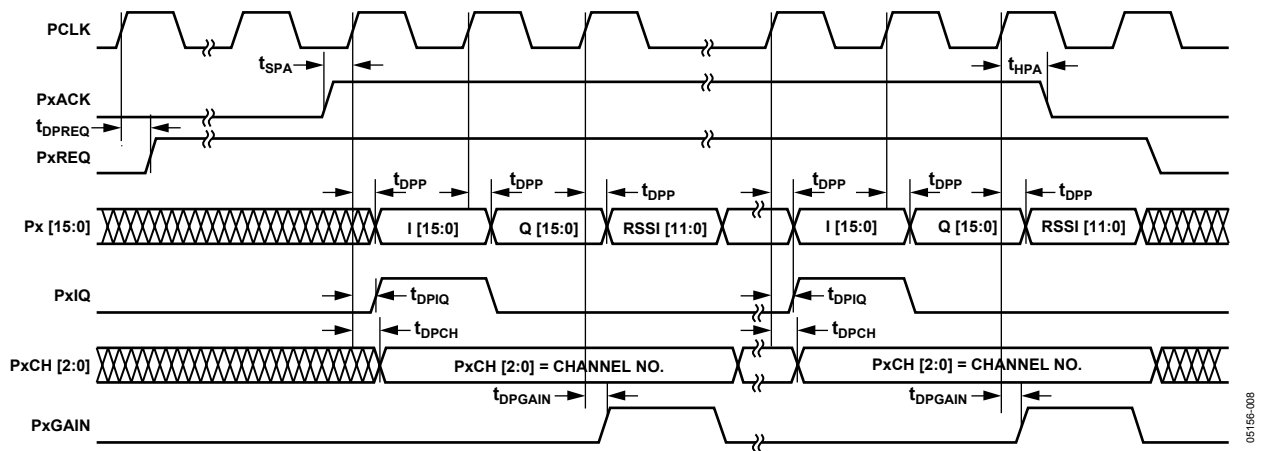 PCLK
tSPA
tHPA
PxACK
tDPREQ
PxREQ
tDPP tDPP tDPP tDPP tDPP tDPP
Px [15:0] I [15:0] Q [15:0] RSSI [11:0] I [15:0] Q [15:0] RSSI [11:0]
PxIQ
tDPIQ tDPIQ
tDPCH tDPCH
PxCH [2:0] PxCH [2:0] = CHANNEL NO. PxCH [2:0] = CHANNEL NO.
tDPGAIN tDPGAIN
PxGAIN
05156-008